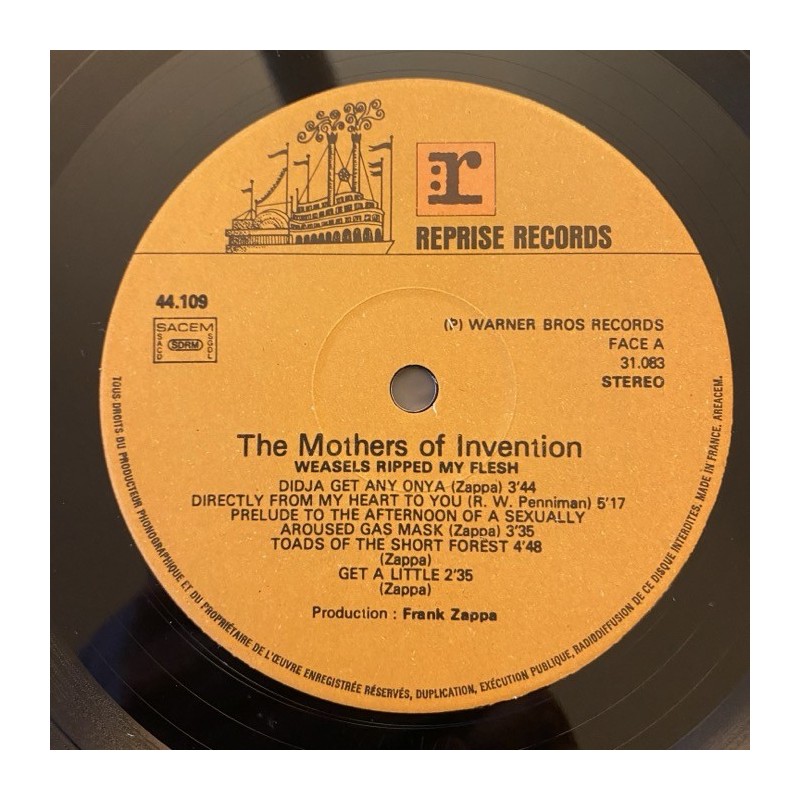 r
REPRISE RECORDS
44.109
SACEM
SACD SDRM SGDL
(P) WARNER BROS RECORDS
FACE A
31.083
STEREO
The Mothers of Invention
WEASELS RIPPED MY FLESH
DIDJA GET ANY ONYA (Zappa) 3'44
DIRECTLY FROM MY HEART TO YOU (R. W. Penniman) 5'17
PRELUDE TO THE AFTERNOON OF A SEXUALLY
AROUSED GAS MASK (Zappa) 3'35
TOADS OF THE SHORT FOREST 4'48
(Zappa)
GET A LITTLE 2'35
(Zappa)
Production : Frank Zappa
TOUS DROITS DU PRODUCTEUR PHONOGRAPHIQUE ET DU PROPRIÉTAIRE DE L'ŒUVRE ENREGISTRÉE RÉSERVÉS, DUPLICATION, EXÉCUTION PUBLIQUE, RADIODIFFUSION DE CE DISQUE INTERDITES. MADE IN FRANCE. AREACEM.